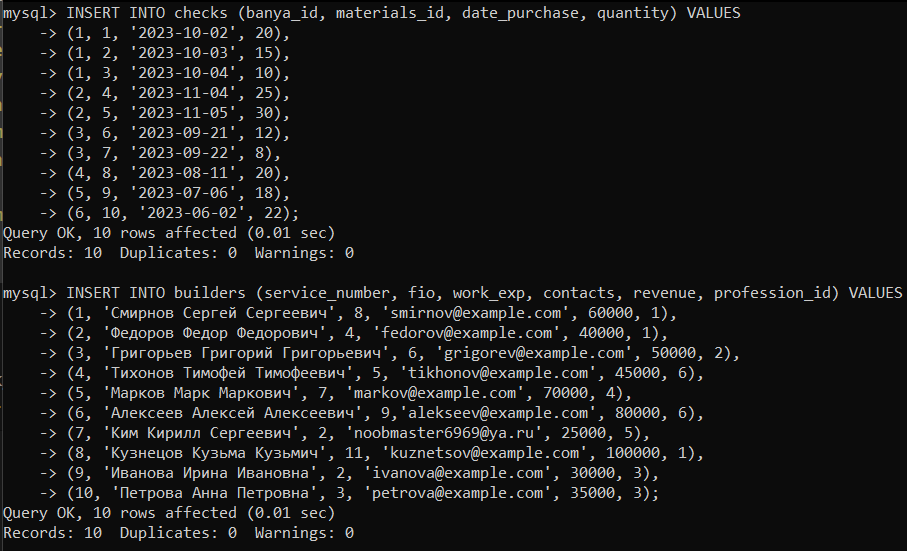 mysql> INSERT INTO checks (banya_id, materials_id, date_purchase, quantity) VALUES
    -> (1, 1, '2023-10-02', 20),
    -> (1, 2, '2023-10-03', 15),
    -> (1, 3, '2023-10-04', 10),
    -> (2, 4, '2023-11-04', 25),
    -> (2, 5, '2023-11-05', 30),
    -> (3, 6, '2023-09-21', 12),
    -> (3, 7, '2023-09-22', 8),
    -> (4, 8, '2023-08-11', 20),
    -> (5, 9, '2023-07-06', 18),
    -> (6, 10, '2023-06-02', 22);
Query OK, 10 rows affected (0.01 sec)
Records: 10  Duplicates: 0  Warnings: 0

mysql> INSERT INTO builders (service_number, fio, work_exp, contacts, revenue, profession_id) VALUES
    -> (1, 'Смирнов Сергей Сергеевич', 8, 'smirnov@example.com', 60000, 1),
    -> (2, 'Федоров Федор Федорович', 4, 'fedorov@example.com', 40000, 1),
    -> (3, 'Григорьев Григорий Григорьевич', 6, 'grigorev@example.com', 50000, 2),
    -> (4, 'Тихонов Тимофей Тимофеевич', 5, 'tikhonov@example.com', 45000, 6),
    -> (5, 'Марков Марк Маркович', 7, 'markov@example.com', 70000, 4),
    -> (6, 'Алексеев Алексей Алексеевич', 9,'alekseev@example.com', 80000, 6),
    -> (7, 'Ким Кирилл Сергеевич', 2, 'noobmaster6969@ya.ru', 25000, 5),
    -> (8, 'Кузнецов Кузьма Кузьмич', 11, 'kuznetsov@example.com', 100000, 1),
    -> (9, 'Иванова Ирина Ивановна', 2, 'ivanova@example.com', 30000, 3),
    -> (10, 'Петрова Анна Петровна', 3, 'petrova@example.com', 35000, 3);
Query OK, 10 rows affected (0.01 sec)
Records: 10  Duplicates: 0  Warnings: 0